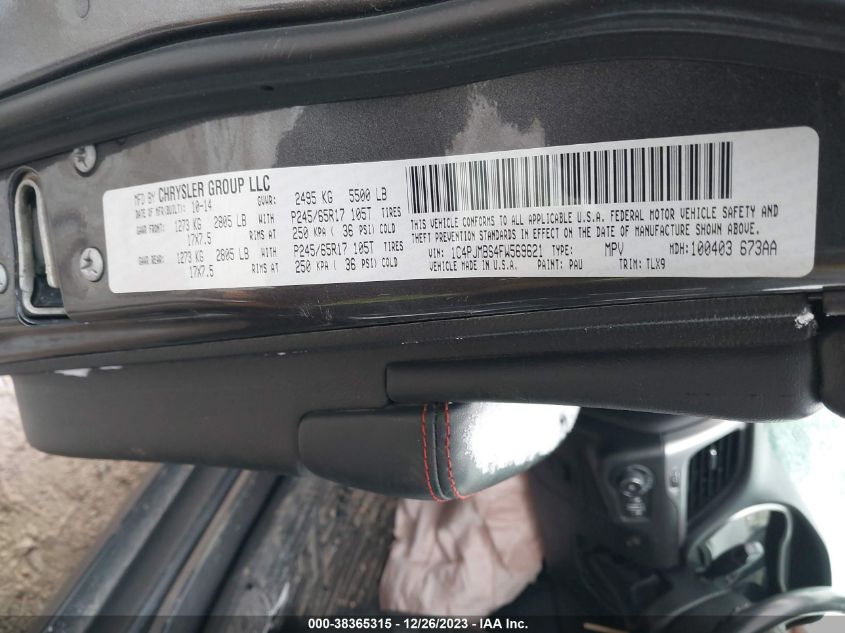 MFD BY CHRYSLER GROUP LLC
DATE OF MFR(BUILT): 10-14 GVWR: 2495 KG 5500 LB
GAWR FRONT: 1273 KG 2805 LB WITH P245/65R17 105T TIRES
17X7.5 RIMS AT 250 KPA ( 36 PSI) COLD
GAWR REAR: 1273 KG 2805 LB WITH P245/65R17 105T TIRES
17X7.5 RIMS AT 250 KPA ( 36 PSI) COLD
THIS VEHICLE CONFORMS TO ALL APPLICABLE U.S.A. FEDERAL MOTOR VEHICLE SAFETY AND
THEFT PREVENTION STANDARDS IN EFFECT ON THE DATE OF MANUFACTURE SHOWN ABOVE.
VIN: 1C4PJMBS4FW569621 TYPE: MPV MDH: 100403 673AA
VEHICLE MADE IN U.S.A. PAINT: PAU TRIM: TLX9
000-38365315 - 12/26/2023 - IAA Inc.